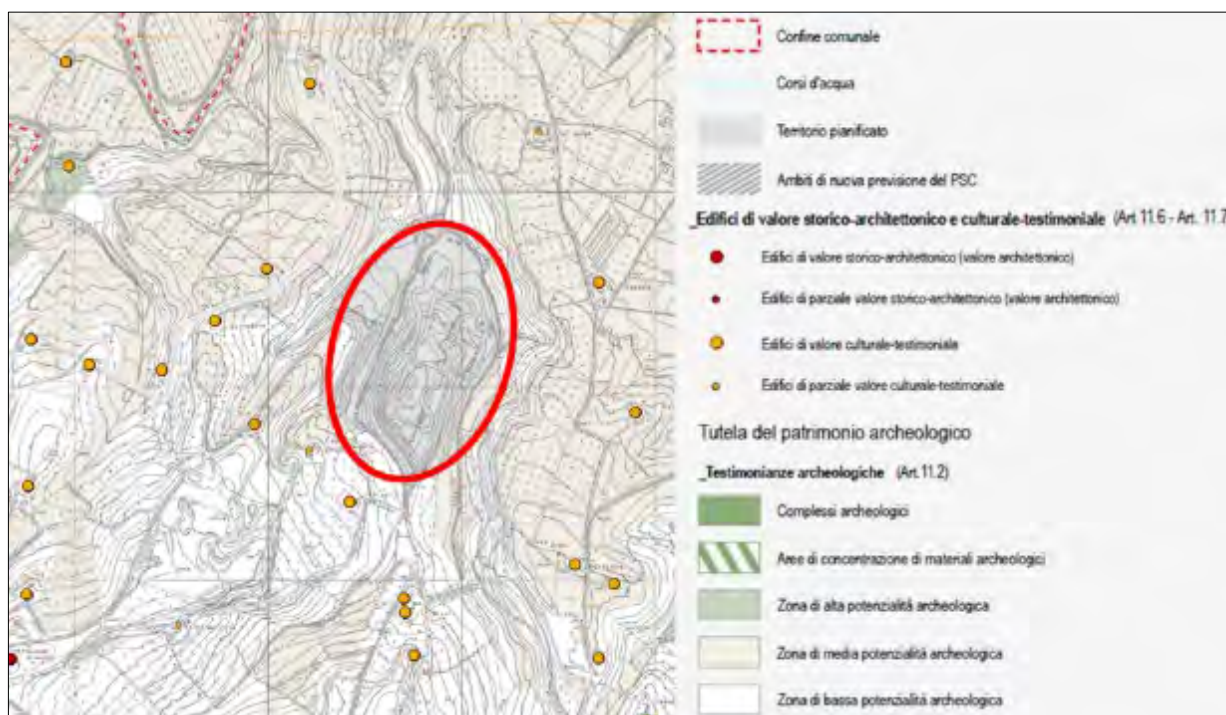 Confine comunale
Corsi d'acqua
Territorio pianificato
Ambiti di nuova previsione del PSC
_Edifici di valore storico-architettonico e culturale-testimoniale (Art 11.6 - Art. 11.7
Edifici di valore storico-architettonico (valore architettonico)
Edifici di parziale valore storico-architettonico (valore architettonico)
Edifici di valore culturale-testimoniale
Edifici di parziale valore culturale-testimoniale
Tutela del patrimonio archeologico
_Testimonianze archeologiche (Art.11.2)
Complessi archeologici
Aree di concentrazione di materiali archeologici
Zona di alta potenzialità archeologica
Zona di media potenzialità archeologica
Zona di bassa potenzialità archeologica